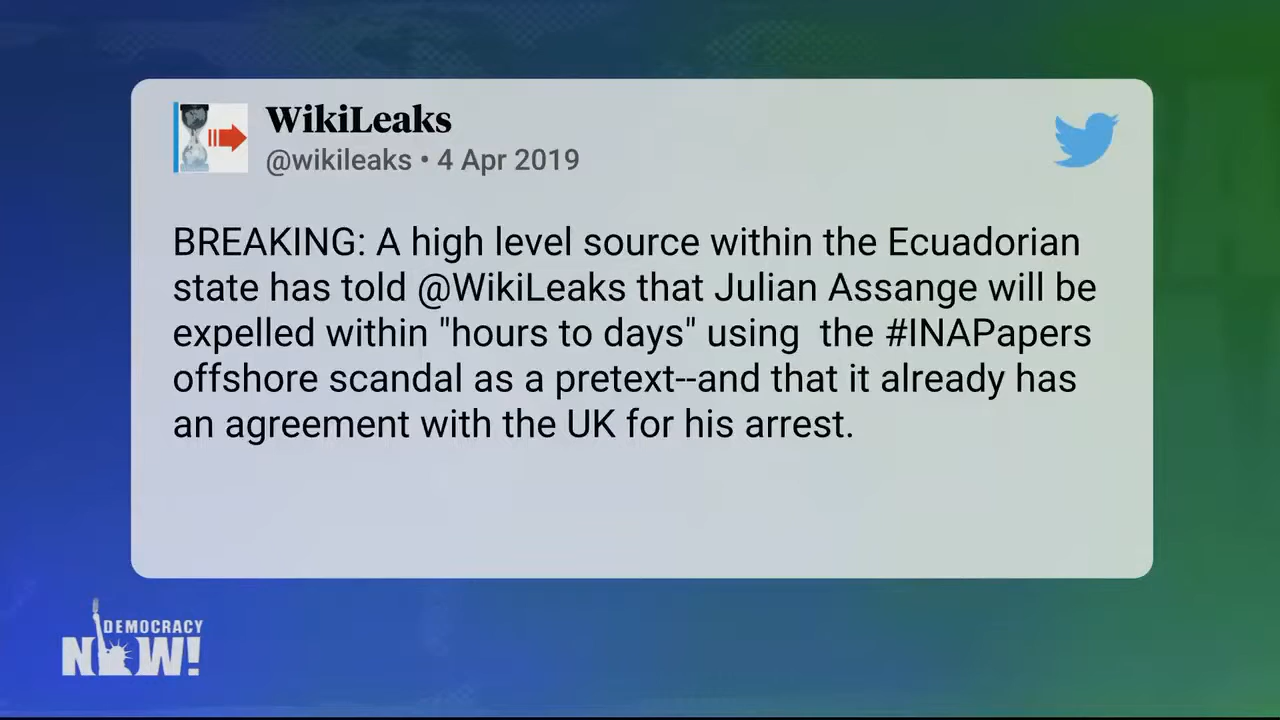 WikiLeaks
@wikileaks • 4 Apr 2019
BREAKING: A high level source within the Ecuadorian
state has told @WikiLeaks that Julian Assange will be
expelled within "hours to days" using  the #INAPapers
offshore scandal as a pretext--and that it already has
an agreement with the UK for his arrest.
DEMOCRACY
NOW!